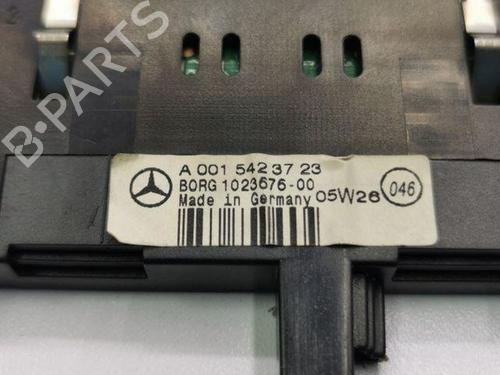 B-PARTS
A 001 542 37 23
BORG 1023676-00
Made in Germany 05W26 046